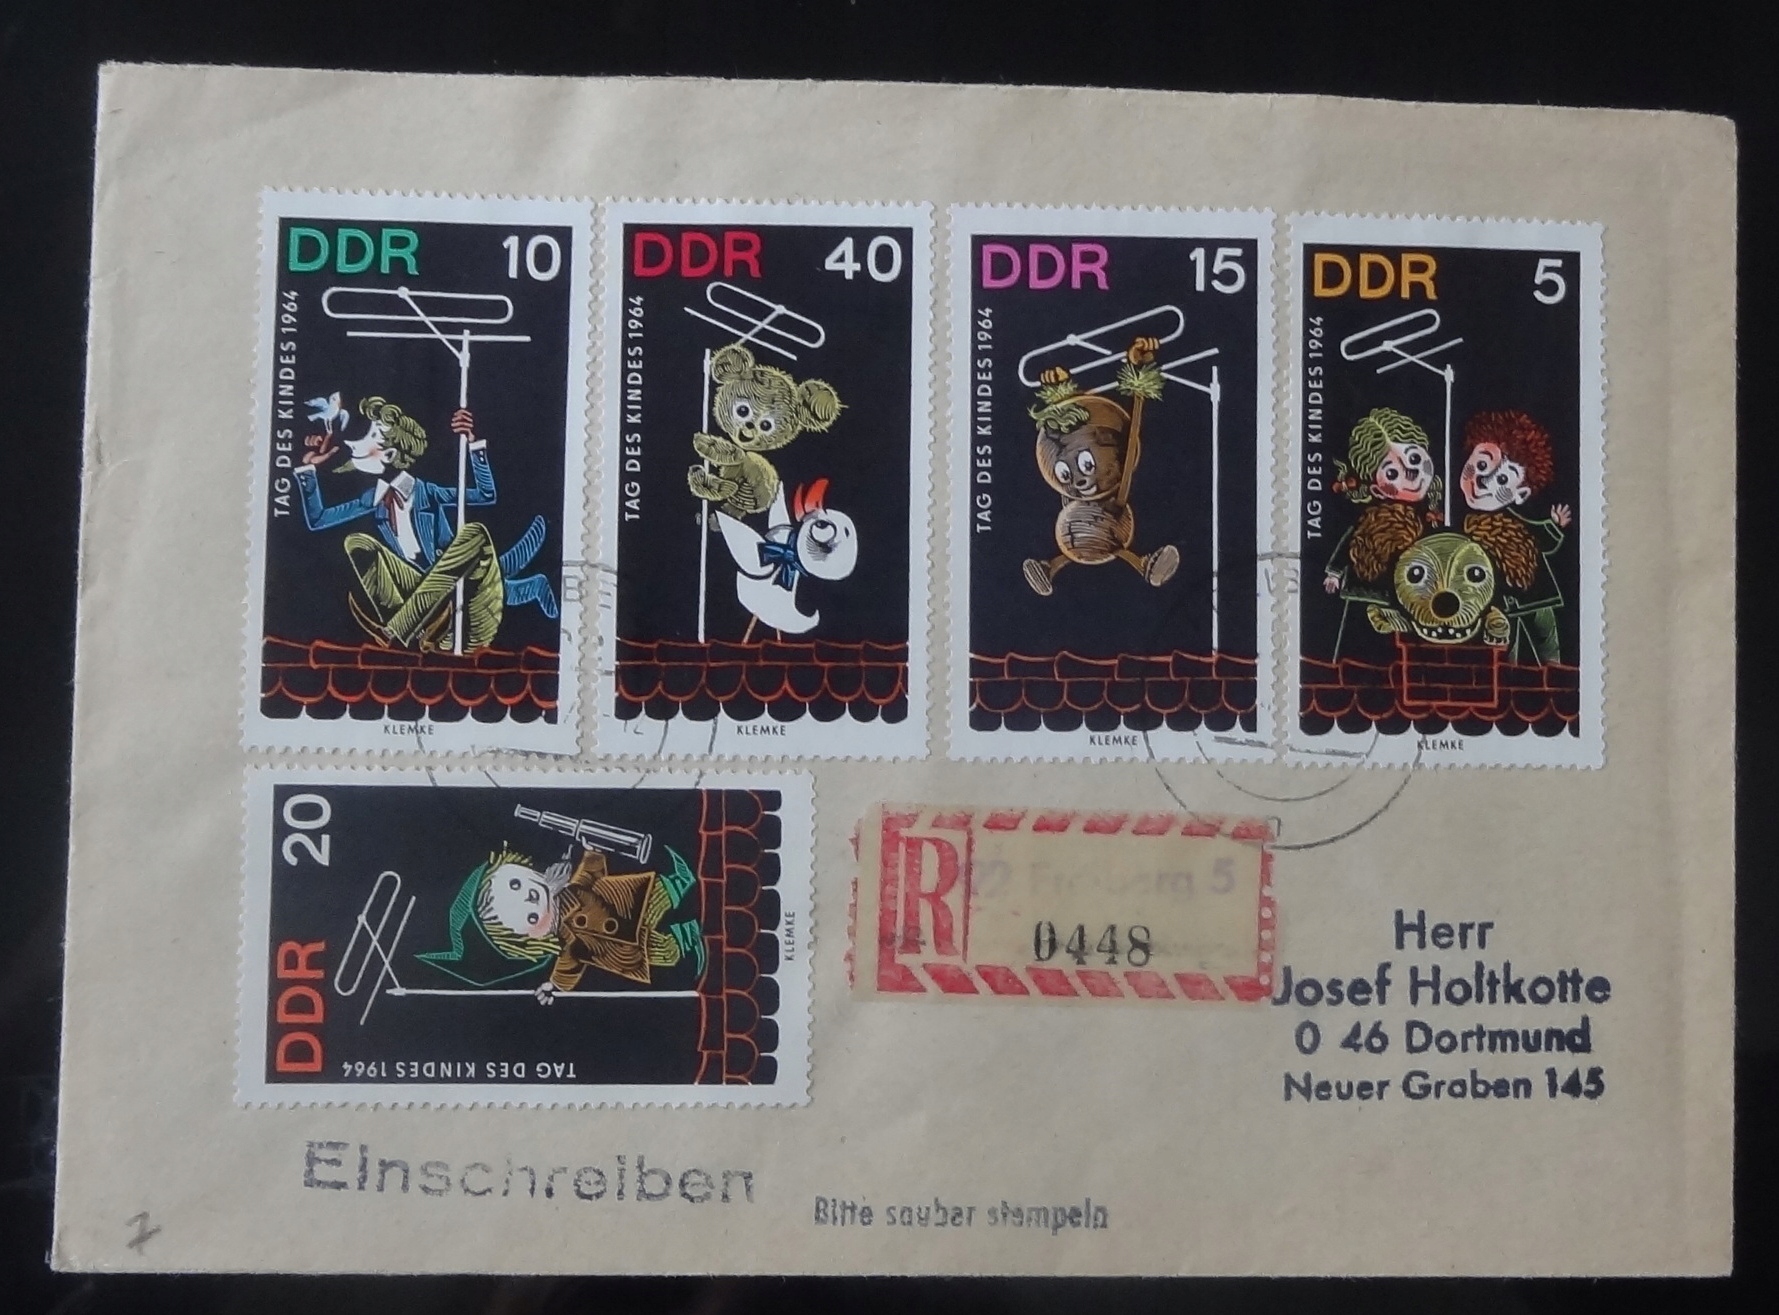 DDR 10
TAG DES KINDES 1964
KLEMKE
DDR 40
TAG DES KINDES 1964
KLEMKE
DDR 15
TAG DES KINDES 1964
KLEMKE
DDR 5
TAG DES KINDES 1964
KLEMKE
DDR 20
TAG DES KINDES 1964
KLEMKE
R
5
0448
Herr
Josef Holtkotte
O 46 Dortmund
Neuer Graben 145
EInschreiben
Bitte sauber stempeln